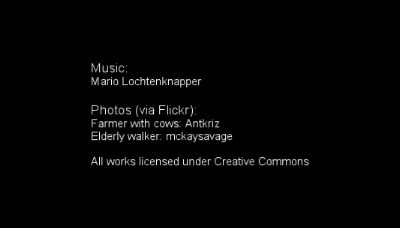 Music:
Mario Lochtenknapper
Photos (via Flickr):
Farmer with cows: Antkriz
Elderly walker: mckaysavage
All works licensed under Creative Commons